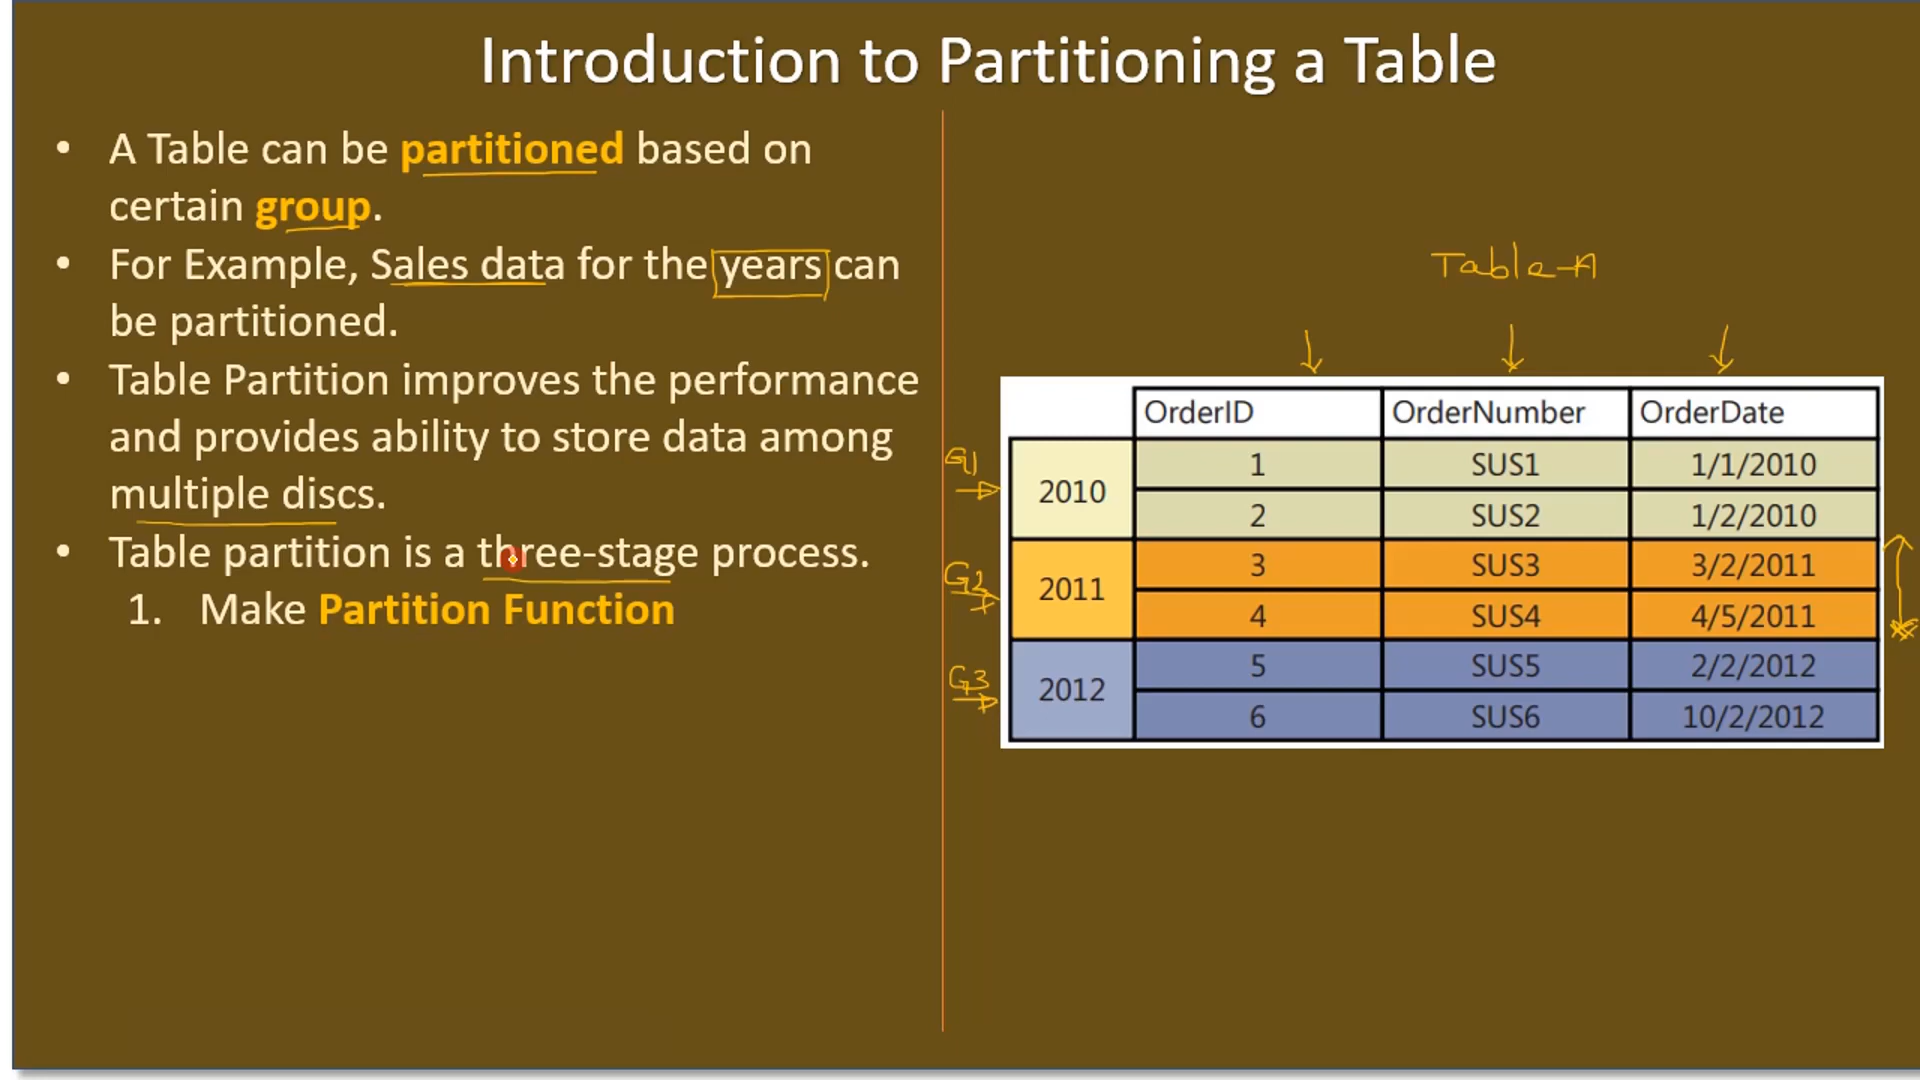 Introduction to Partitioning a Table
• A Table can be partitioned based on
certain group.
• For Example, Sales data for the years can
be partitioned.
• Table Partition improves the performance
and provides ability to store data among
multiple discs.
• Table partition is a three-stage process.
1. Make Partition Function
Table-A
OrderID OrderNumber OrderDate
G1 2010 1 SUS1 1/1/2010
2 SUS2 1/2/2010
G2 2011 3 SUS3 3/2/2011
4 SUS4 4/5/2011
G3 2012 5 SUS5 2/2/2012
6 SUS6 10/2/2012